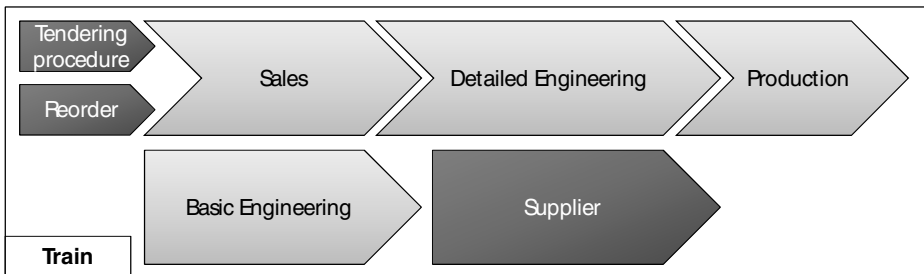 Tendering
procedure
Reorder
Sales
Detailed Engineering
Production
Basic Engineering
Supplier
Train